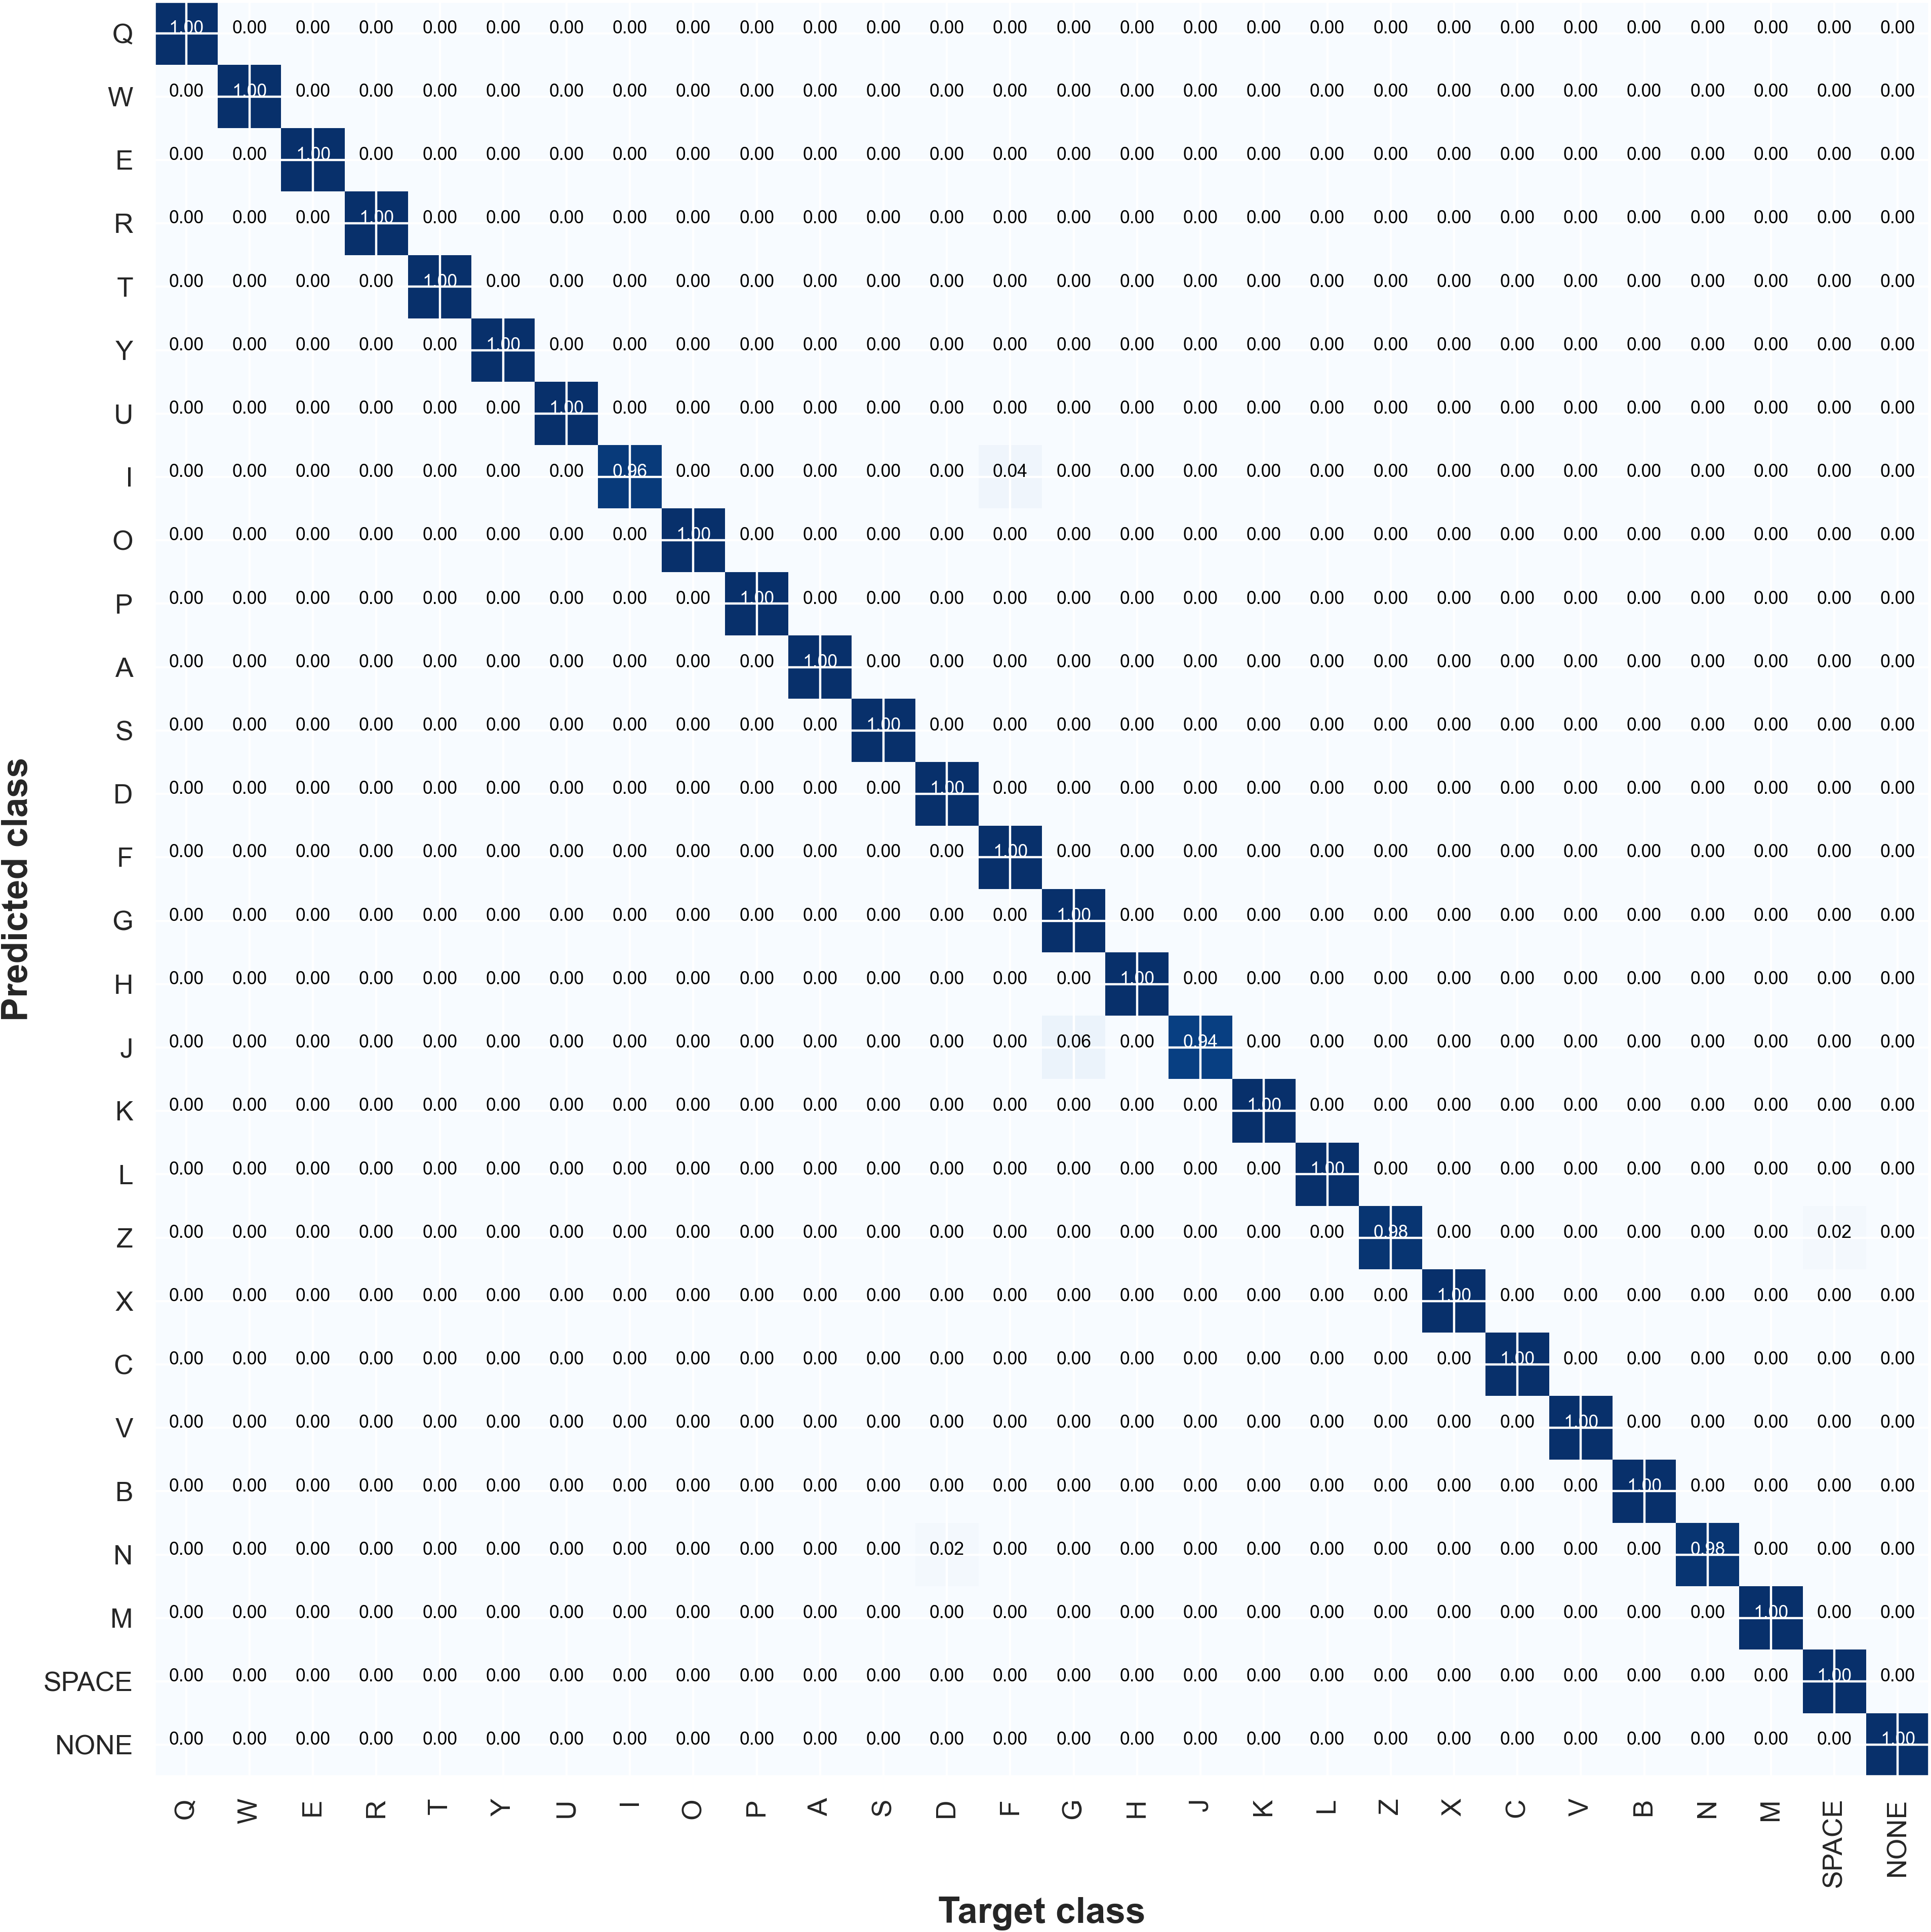 Q 1.00 0.00 0.00 0.00 0.00 0.00 0.00 0.00 0.00 0.00 0.00 0.00 0.00 0.00 0.00 0.00 0.00 0.00 0.00 0.00 0.00 0.00 0.00 0.00 0.00 0.00 0.00 0.00
W 0.00 1.00 0.00 0.00 0.00 0.00 0.00 0.00 0.00 0.00 0.00 0.00 0.00 0.00 0.00 0.00 0.00 0.00 0.00 0.00 0.00 0.00 0.00 0.00 0.00 0.00 0.00 0.00
E 0.00 0.00 1.00 0.00 0.00 0.00 0.00 0.00 0.00 0.00 0.00 0.00 0.00 0.00 0.00 0.00 0.00 0.00 0.00 0.00 0.00 0.00 0.00 0.00 0.00 0.00 0.00 0.00
R 0.00 0.00 0.00 1.00 0.00 0.00 0.00 0.00 0.00 0.00 0.00 0.00 0.00 0.00 0.00 0.00 0.00 0.00 0.00 0.00 0.00 0.00 0.00 0.00 0.00 0.00 0.00 0.00
T 0.00 0.00 0.00 0.00 1.00 0.00 0.00 0.00 0.00 0.00 0.00 0.00 0.00 0.00 0.00 0.00 0.00 0.00 0.00 0.00 0.00 0.00 0.00 0.00 0.00 0.00 0.00 0.00
Y 0.00 0.00 0.00 0.00 0.00 1.00 0.00 0.00 0.00 0.00 0.00 0.00 0.00 0.00 0.00 0.00 0.00 0.00 0.00 0.00 0.00 0.00 0.00 0.00 0.00 0.00 0.00 0.00
U 0.00 0.00 0.00 0.00 0.00 0.00 1.00 0.00 0.00 0.00 0.00 0.00 0.00 0.00 0.00 0.00 0.00 0.00 0.00 0.00 0.00 0.00 0.00 0.00 0.00 0.00 0.00 0.00
I 0.00 0.00 0.00 0.00 0.00 0.00 0.00 0.96 0.00 0.00 0.00 0.00 0.00 0.04 0.00 0.00 0.00 0.00 0.00 0.00 0.00 0.00 0.00 0.00 0.00 0.00 0.00 0.00
O 0.00 0.00 0.00 0.00 0.00 0.00 0.00 0.00 1.00 0.00 0.00 0.00 0.00 0.00 0.00 0.00 0.00 0.00 0.00 0.00 0.00 0.00 0.00 0.00 0.00 0.00 0.00 0.00
P 0.00 0.00 0.00 0.00 0.00 0.00 0.00 0.00 0.00 1.00 0.00 0.00 0.00 0.00 0.00 0.00 0.00 0.00 0.00 0.00 0.00 0.00 0.00 0.00 0.00 0.00 0.00 0.00
A 0.00 0.00 0.00 0.00 0.00 0.00 0.00 0.00 0.00 0.00 1.00 0.00 0.00 0.00 0.00 0.00 0.00 0.00 0.00 0.00 0.00 0.00 0.00 0.00 0.00 0.00 0.00 0.00
S 0.00 0.00 0.00 0.00 0.00 0.00 0.00 0.00 0.00 0.00 0.00 1.00 0.00 0.00 0.00 0.00 0.00 0.00 0.00 0.00 0.00 0.00 0.00 0.00 0.00 0.00 0.00 0.00
D 0.00 0.00 0.00 0.00 0.00 0.00 0.00 0.00 0.00 0.00 0.00 0.00 1.00 0.00 0.00 0.00 0.00 0.00 0.00 0.00 0.00 0.00 0.00 0.00 0.00 0.00 0.00 0.00
F 0.00 0.00 0.00 0.00 0.00 0.00 0.00 0.00 0.00 0.00 0.00 0.00 0.00 1.00 0.00 0.00 0.00 0.00 0.00 0.00 0.00 0.00 0.00 0.00 0.00 0.00 0.00 0.00
G 0.00 0.00 0.00 0.00 0.00 0.00 0.00 0.00 0.00 0.00 0.00 0.00 0.00 0.00 1.00 0.00 0.00 0.00 0.00 0.00 0.00 0.00 0.00 0.00 0.00 0.00 0.00 0.00
H 0.00 0.00 0.00 0.00 0.00 0.00 0.00 0.00 0.00 0.00 0.00 0.00 0.00 0.00 0.00 1.00 0.00 0.00 0.00 0.00 0.00 0.00 0.00 0.00 0.00 0.00 0.00 0.00
J 0.00 0.00 0.00 0.00 0.00 0.00 0.00 0.00 0.00 0.00 0.00 0.00 0.00 0.00 0.06 0.00 0.94 0.00 0.00 0.00 0.00 0.00 0.00 0.00 0.00 0.00 0.00 0.00
K 0.00 0.00 0.00 0.00 0.00 0.00 0.00 0.00 0.00 0.00 0.00 0.00 0.00 0.00 0.00 0.00 0.00 1.00 0.00 0.00 0.00 0.00 0.00 0.00 0.00 0.00 0.00 0.00
L 0.00 0.00 0.00 0.00 0.00 0.00 0.00 0.00 0.00 0.00 0.00 0.00 0.00 0.00 0.00 0.00 0.00 0.00 1.00 0.00 0.00 0.00 0.00 0.00 0.00 0.00 0.00 0.00
Z 0.00 0.00 0.00 0.00 0.00 0.00 0.00 0.00 0.00 0.00 0.00 0.00 0.00 0.00 0.00 0.00 0.00 0.00 0.00 0.98 0.00 0.00 0.00 0.00 0.00 0.00 0.02 0.00
X 0.00 0.00 0.00 0.00 0.00 0.00 0.00 0.00 0.00 0.00 0.00 0.00 0.00 0.00 0.00 0.00 0.00 0.00 0.00 0.00 1.00 0.00 0.00 0.00 0.00 0.00 0.00 0.00
C 0.00 0.00 0.00 0.00 0.00 0.00 0.00 0.00 0.00 0.00 0.00 0.00 0.00 0.00 0.00 0.00 0.00 0.00 0.00 0.00 0.00 1.00 0.00 0.00 0.00 0.00 0.00 0.00
V 0.00 0.00 0.00 0.00 0.00 0.00 0.00 0.00 0.00 0.00 0.00 0.00 0.00 0.00 0.00 0.00 0.00 0.00 0.00 0.00 0.00 0.00 1.00 0.00 0.00 0.00 0.00 0.00
B 0.00 0.00 0.00 0.00 0.00 0.00 0.00 0.00 0.00 0.00 0.00 0.00 0.00 0.00 0.00 0.00 0.00 0.00 0.00 0.00 0.00 0.00 0.00 1.00 0.00 0.00 0.00 0.00
N 0.00 0.00 0.00 0.00 0.00 0.00 0.00 0.00 0.00 0.00 0.00 0.00 0.02 0.00 0.00 0.00 0.00 0.00 0.00 0.00 0.00 0.00 0.00 0.00 0.98 0.00 0.00 0.00
M 0.00 0.00 0.00 0.00 0.00 0.00 0.00 0.00 0.00 0.00 0.00 0.00 0.00 0.00 0.00 0.00 0.00 0.00 0.00 0.00 0.00 0.00 0.00 0.00 0.00 1.00 0.00 0.00
SPACE 0.00 0.00 0.00 0.00 0.00 0.00 0.00 0.00 0.00 0.00 0.00 0.00 0.00 0.00 0.00 0.00 0.00 0.00 0.00 0.00 0.00 0.00 0.00 0.00 0.00 0.00 1.00 0.00
NONE 0.00 0.00 0.00 0.00 0.00 0.00 0.00 0.00 0.00 0.00 0.00 0.00 0.00 0.00 0.00 0.00 0.00 0.00 0.00 0.00 0.00 0.00 0.00 0.00 0.00 0.00 0.00 1.00
Q W E R T Y U I O P A S D F G H J K L Z X C V B N M SPACE NONE
Predicted class
Target class